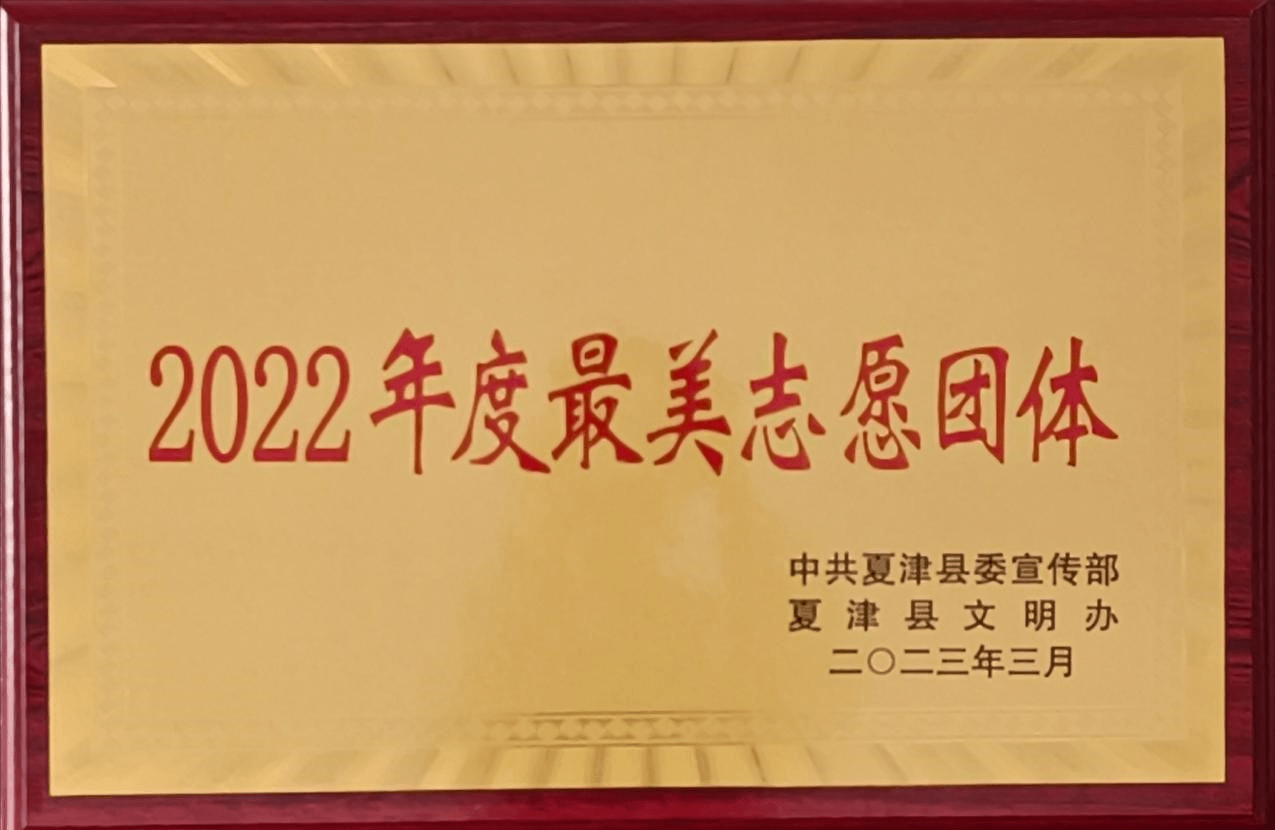 2022年度最美志愿团体
中共夏津县委宣传部
夏津县文明办
二〇二三年三月